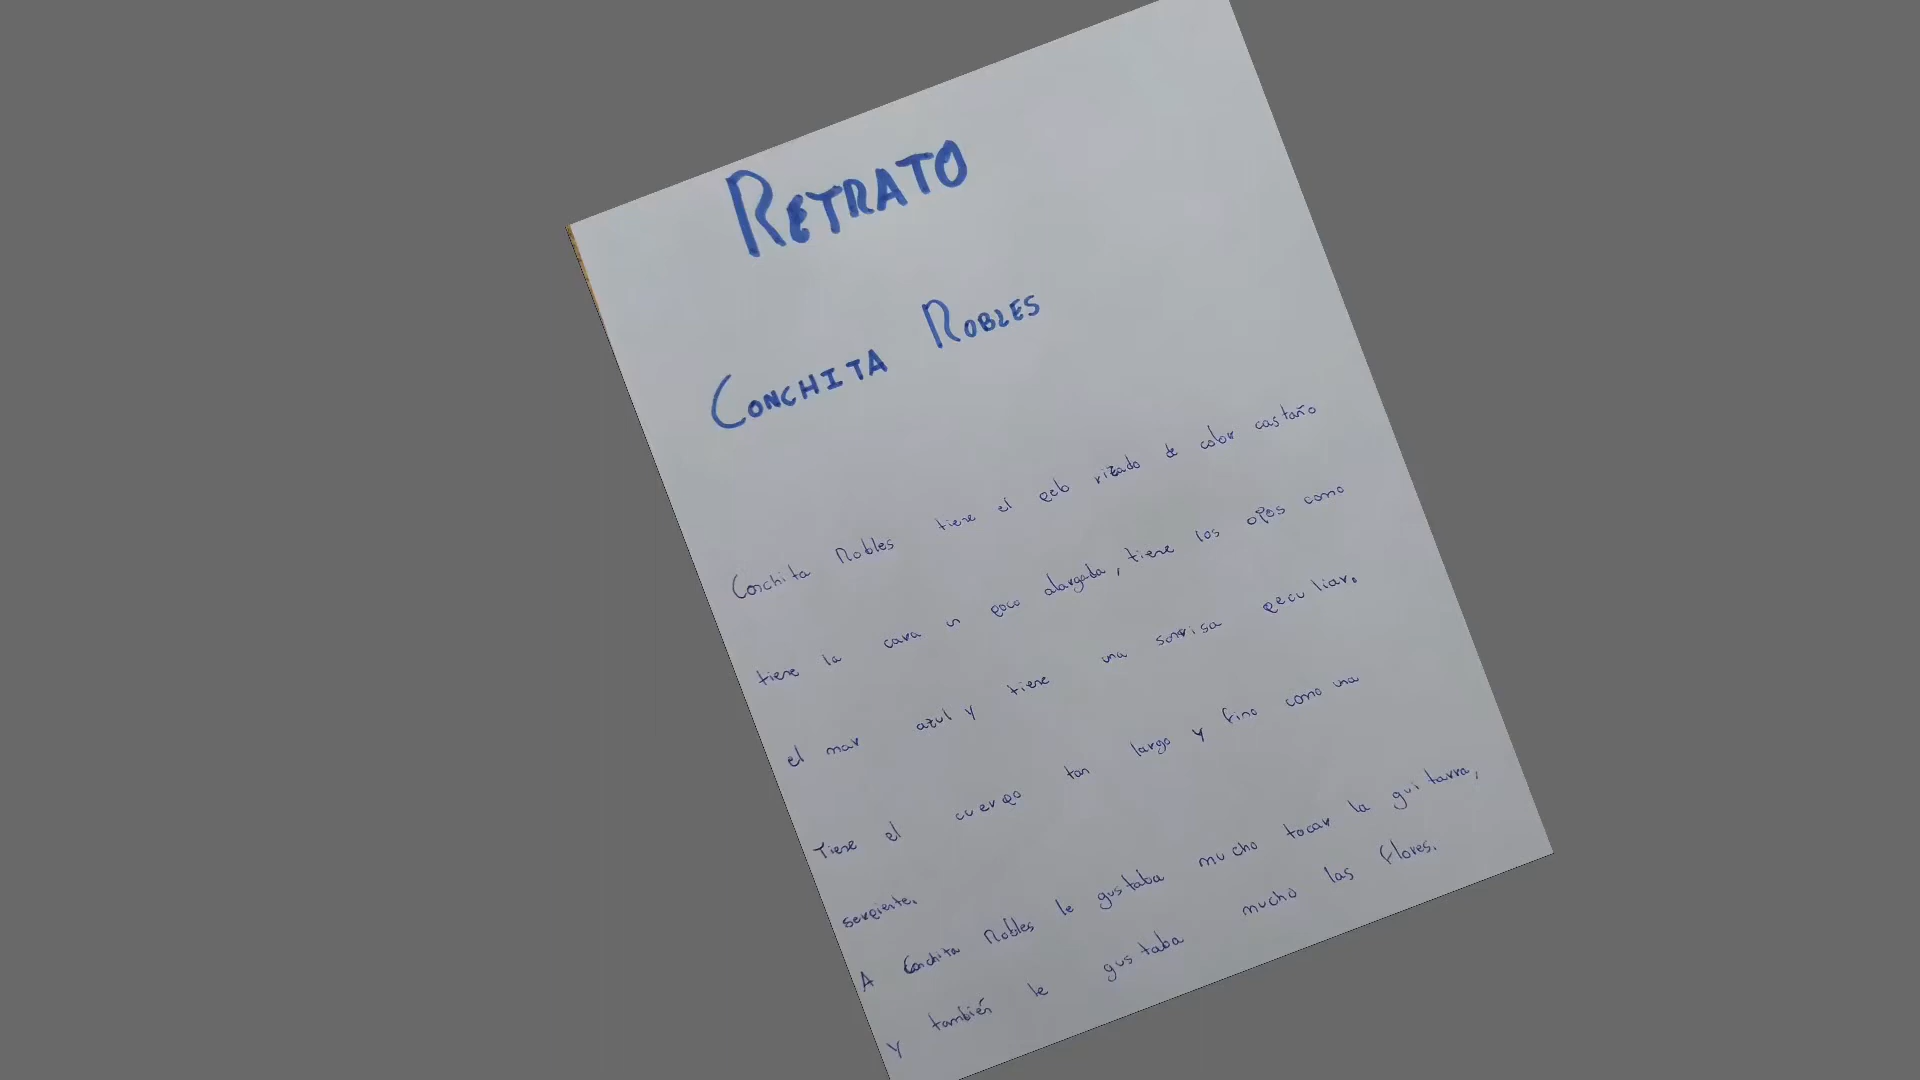 RETRATO
CONCHITA ROBLES
Conchita Robles tiene el pelo rizado de color castaño
tiene la cara un poco alargada, tiene los ojos como
el mar azul y tiene una sonrisa peculiar.
Tiene el cuerpo tan largo y fino como una
serpiente.
A Conchita Robles le gustaba mucho tocar la guitarra,
y también le gustaba mucho las flores.